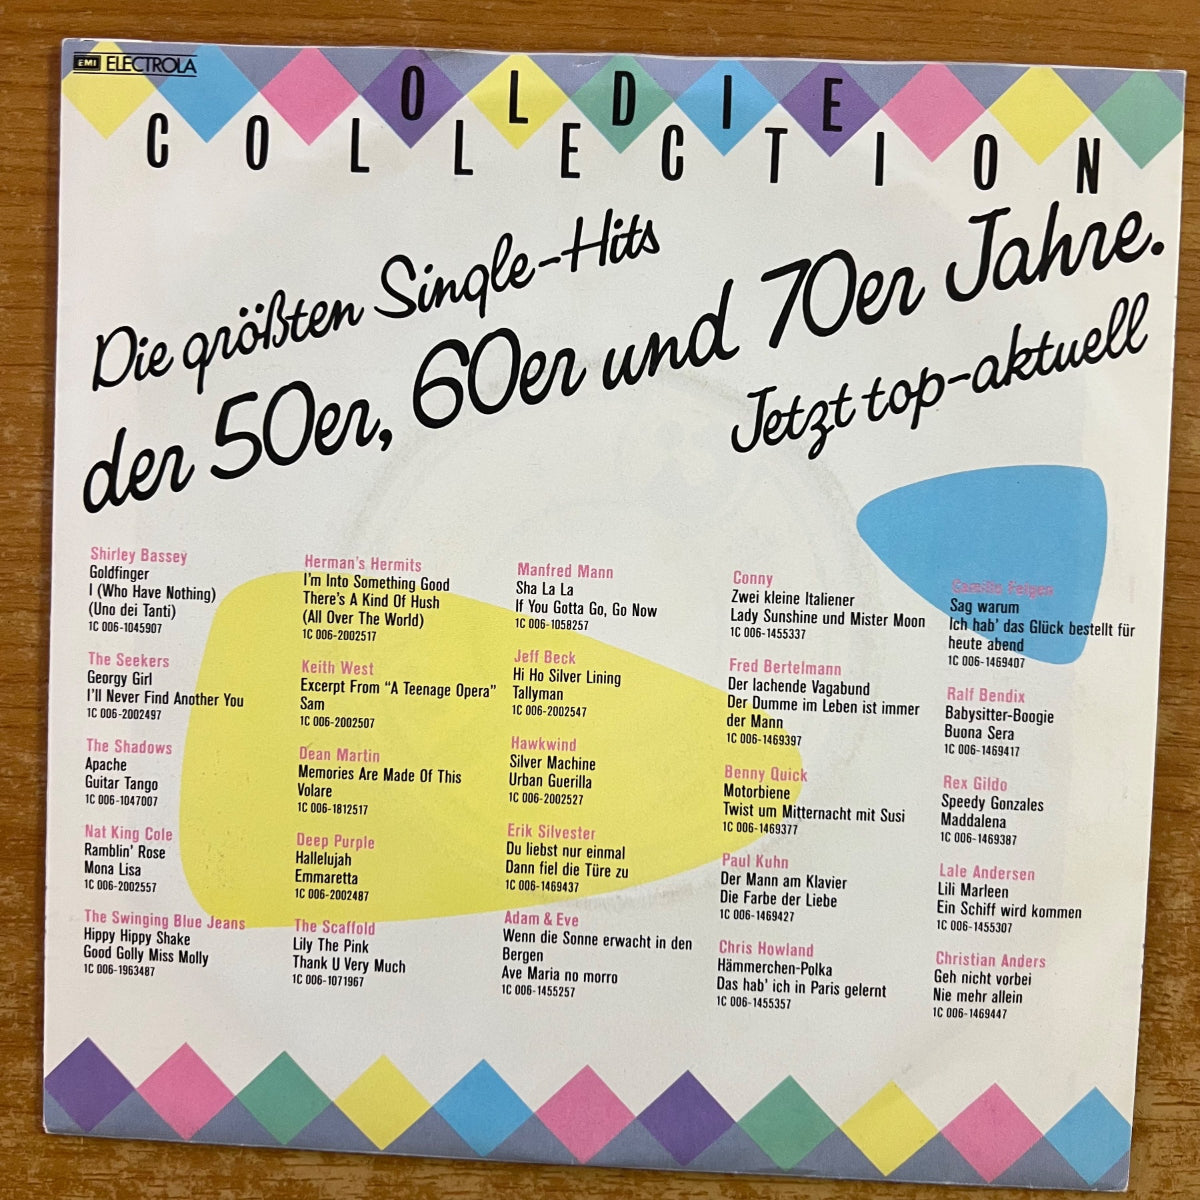 EMI ELECTROLA
OLDIE
COLLECTION
Die größten Single-Hits
der 50er, 60er und 70er Jahre.
Jetzt top-aktuell
Shirley Bassey
Goldfinger
I (Who Have Nothing)
(Uno dei Tanti)
1C 006-1045907
The Seekers
Georgy Girl
I'll Never Find Another You
1C 006-2002497
The Shadows
Apache
Guitar Tango
1C 006-1047007
Nat King Cole
Ramblin' Rose
Mona Lisa
1C 006-2002557
The Swinging Blue Jeans
Hippy Hippy Shake
Good Golly Miss Molly
1C 006-1963487
Herman's Hermits
I'm Into Something Good
There's A Kind Of Hush
(All Over The World)
1C 006-2002517
Keith West
Excerpt From "A Teenage Opera"
Sam
1C 006-2002507
Dean Martin
Memories Are Made Of This
Volare
1C 006-1812517
Deep Purple
Hallelujah
Emmaretta
1C 006-2002487
The Scaffold
Lily The Pink
Thank U Very Much
1C 006-1071967
Manfred Mann
Sha La La
If You Gotta Go, Go Now
1C 006-1058257
Jeff Beck
Hi Ho Silver Lining
Tallyman
1C 006-2002547
Hawkwind
Silver Machine
Urban Guerilla
1C 006-2002527
Erik Silvester
Du liebst nur einmal
Dann fiel die Türe zu
1C 006-1469437
Adam & Eve
Wenn die Sonne erwacht in den
Bergen
Ave Maria no morro
1C 006-1455257
Conny
Zwei kleine Italiener
Lady Sunshine und Mister Moon
1C 006-1455337
Fred Bertelmann
Der lachende Vagabund
Der Dumme im Leben ist immer
der Mann
1C 006-1469397
Benny Quick
Motorbiene
Twist um Mitternacht mit Susi
1C 006-1469377
Paul Kuhn
Der Mann am Klavier
Die Farbe der Liebe
1C 006-1469427
Chris Howland
Hämmerchen-Polka
Das hab' ich in Paris gelernt
1C 006-1455357
Camillo Felgen
Sag warum
Ich hab' das Glück bestellt für
heute abend
1C 006-1469407
Ralf Bendix
Babysitter-Boogie
Buona Sera
1C 006-1469417
Rex Gildo
Speedy Gonzales
Maddalena
1C 006-1469387
Lale Andersen
Lili Marleen
Ein Schiff wird kommen
1C 006-1455307
Christian Anders
Geh nicht vorbei
Nie mehr allein
1C 006-1469447